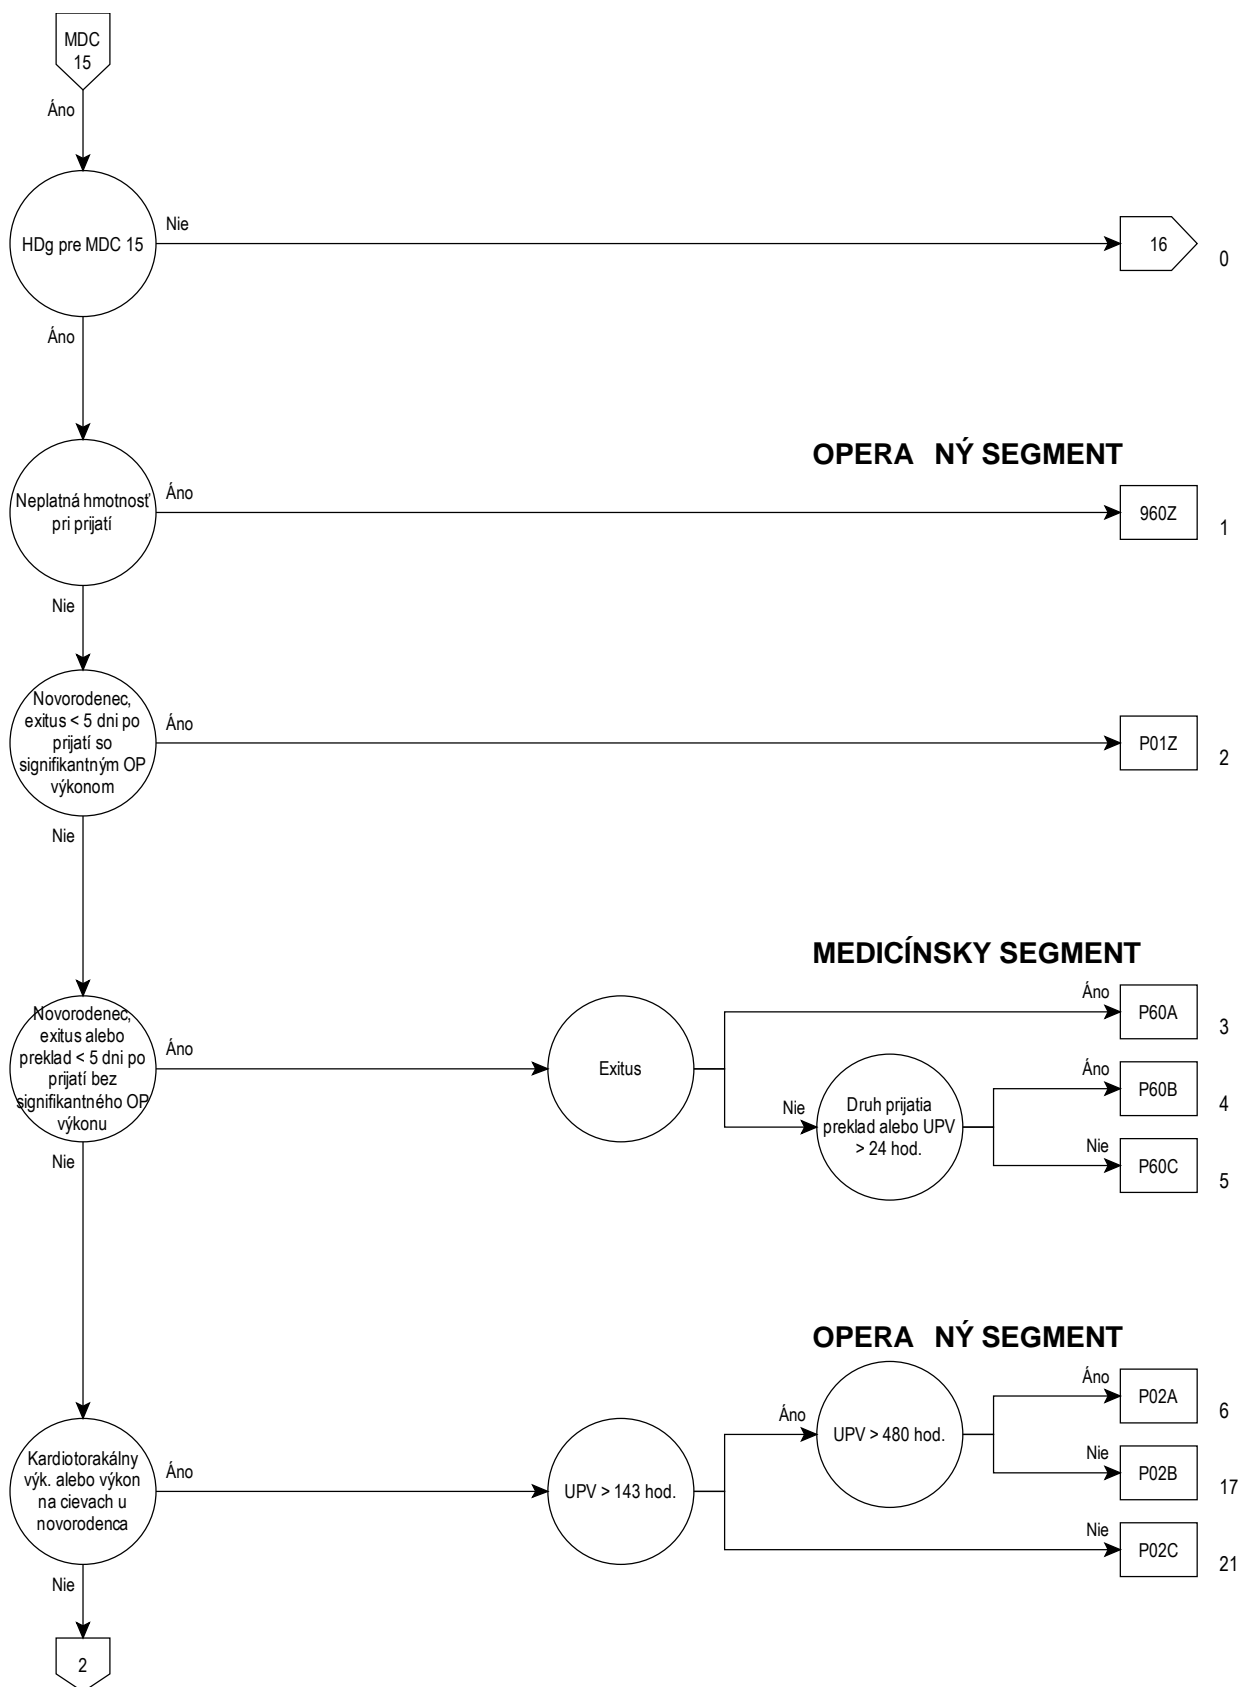 MDC
15
Áno
HDg pre MDC 15
Nie
16
0
Áno
OPERA NÝ SEGMENT
Neplatná hmotnosť
pri prijatí
Áno
960Z
1
Nie
Novorodenec,
exitus < 5 dni po
prijatí so
signifikantným OP
výkonom
Áno
P01Z
2
Nie
MEDICÍNSKY SEGMENT
Novorodenec,
exitus alebo
preklad < 5 dni po
prijatí bez
signifikantného OP
výkonu
Áno
Exitus
Áno
P60A
3
Nie
Druh prijatia
preklad alebo UPV
> 24 hod.
Áno
P60B
4
Nie
P60C
5
Nie
OPERA NÝ SEGMENT
Kardiotorakálny
výk. alebo výkon
na cievach u
novorodenca
Áno
UPV > 143 hod.
Áno
UPV > 480 hod.
Áno
P02A
6
Nie
P02B
17
Nie
P02C
21
Nie
2